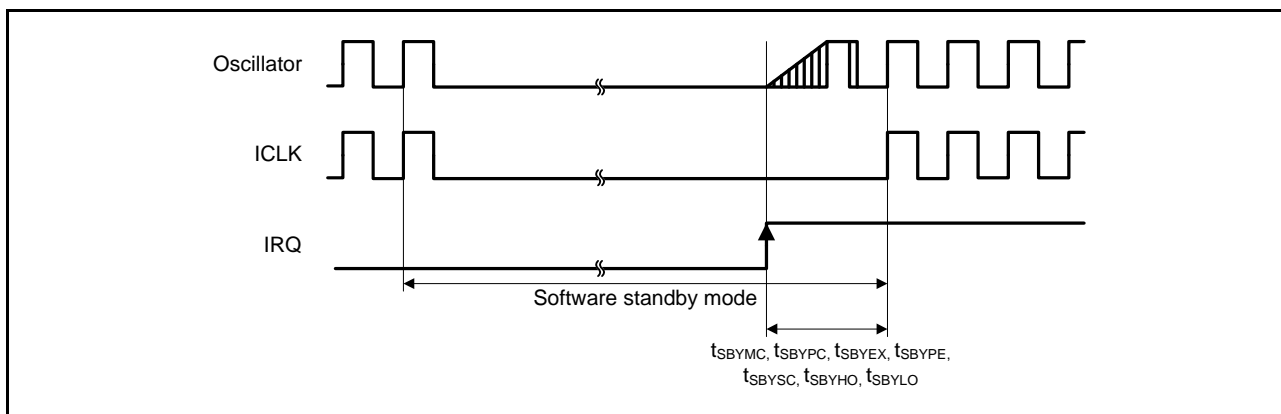 Oscillator
ICLK
IRQ
Software standby mode
tSBYMC, tSBYPC, tSBYEX, tSBYPE,
tSBYSC, tSBYHO, tSBYLO